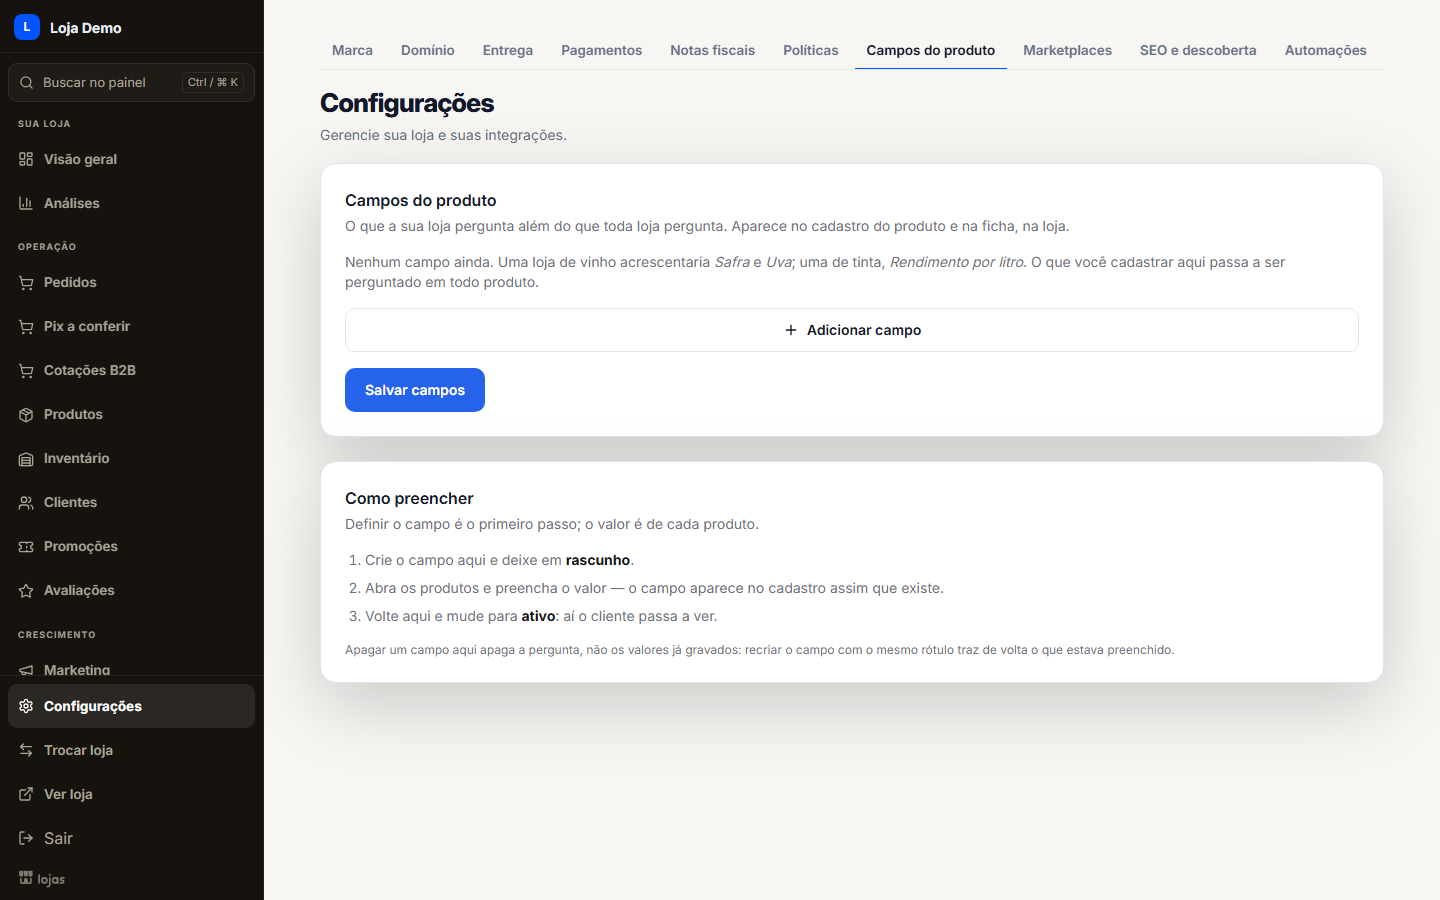 L Loja Demo
Buscar no painel Ctrl / ⌘ K
SUA LOJA
Visão geral
Análises
OPERAÇÃO
Pedidos
Pix a conferir
Cotações B2B
Produtos
Inventário
Clientes
Promoções
Avaliações
CRESCIMENTO
Marketing
Configurações
Trocar loja
Ver loja
Sair
lojas
Marca Domínio Entrega Pagamentos Notas fiscais Políticas Campos do produto Marketplaces SEO e descoberta Automações
Configurações
Gerencie sua loja e suas integrações.
Campos do produto
O que a sua loja pergunta além do que toda loja pergunta. Aparece no cadastro do produto e na ficha, na loja.
Nenhum campo ainda. Uma loja de vinho acrescentaria Safra e Uva; uma de tinta, Rendimento por litro. O que você cadastrar aqui passa a ser
perguntado em todo produto.
Adicionar campo
Salvar campos
Como preencher
Definir o campo é o primeiro passo; o valor é de cada produto.
1. Crie o campo aqui e deixe em rascunho.
2. Abra os produtos e preencha o valor — o campo aparece no cadastro assim que existe.
3. Volte aqui e mude para ativo: aí o cliente passa a ver.
Apagar um campo aqui apaga a pergunta, não os valores já gravados: recriar o campo com o mesmo rótulo traz de volta o que estava preenchido.